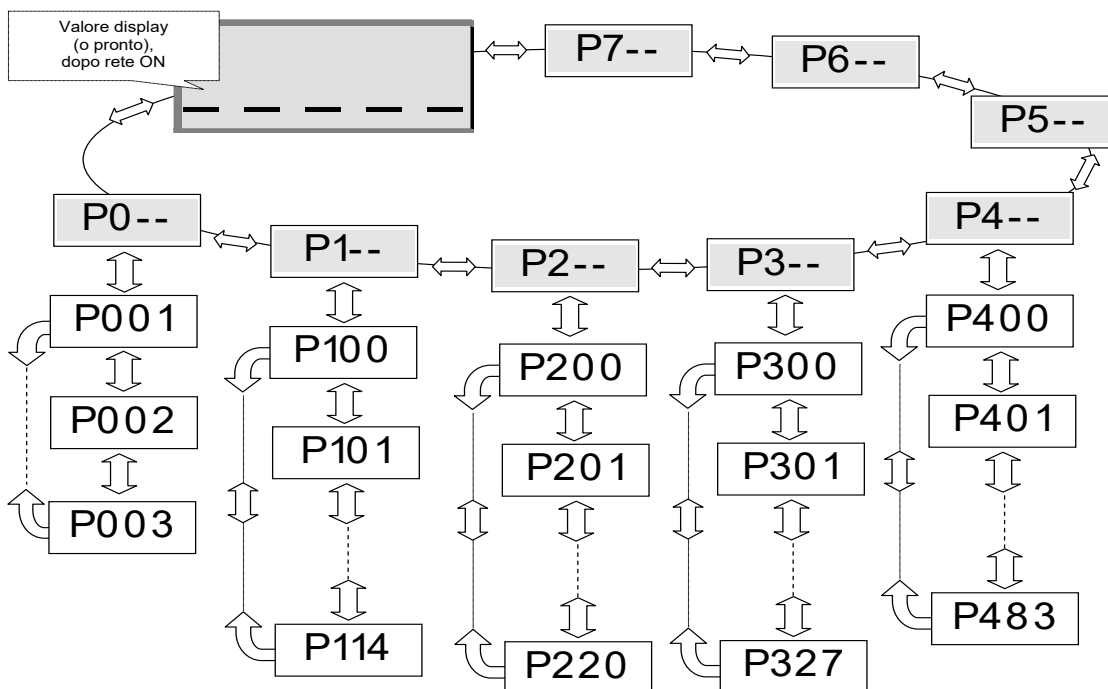 Valore display
(o pronto),
dopo rete ON
P7--
P6--
P5--
P0--
P1--
P2--
P3--
P4--
P001
P002
P003
P100
P101
P114
P200
P201
P220
P300
P301
P327
P400
P401
P483